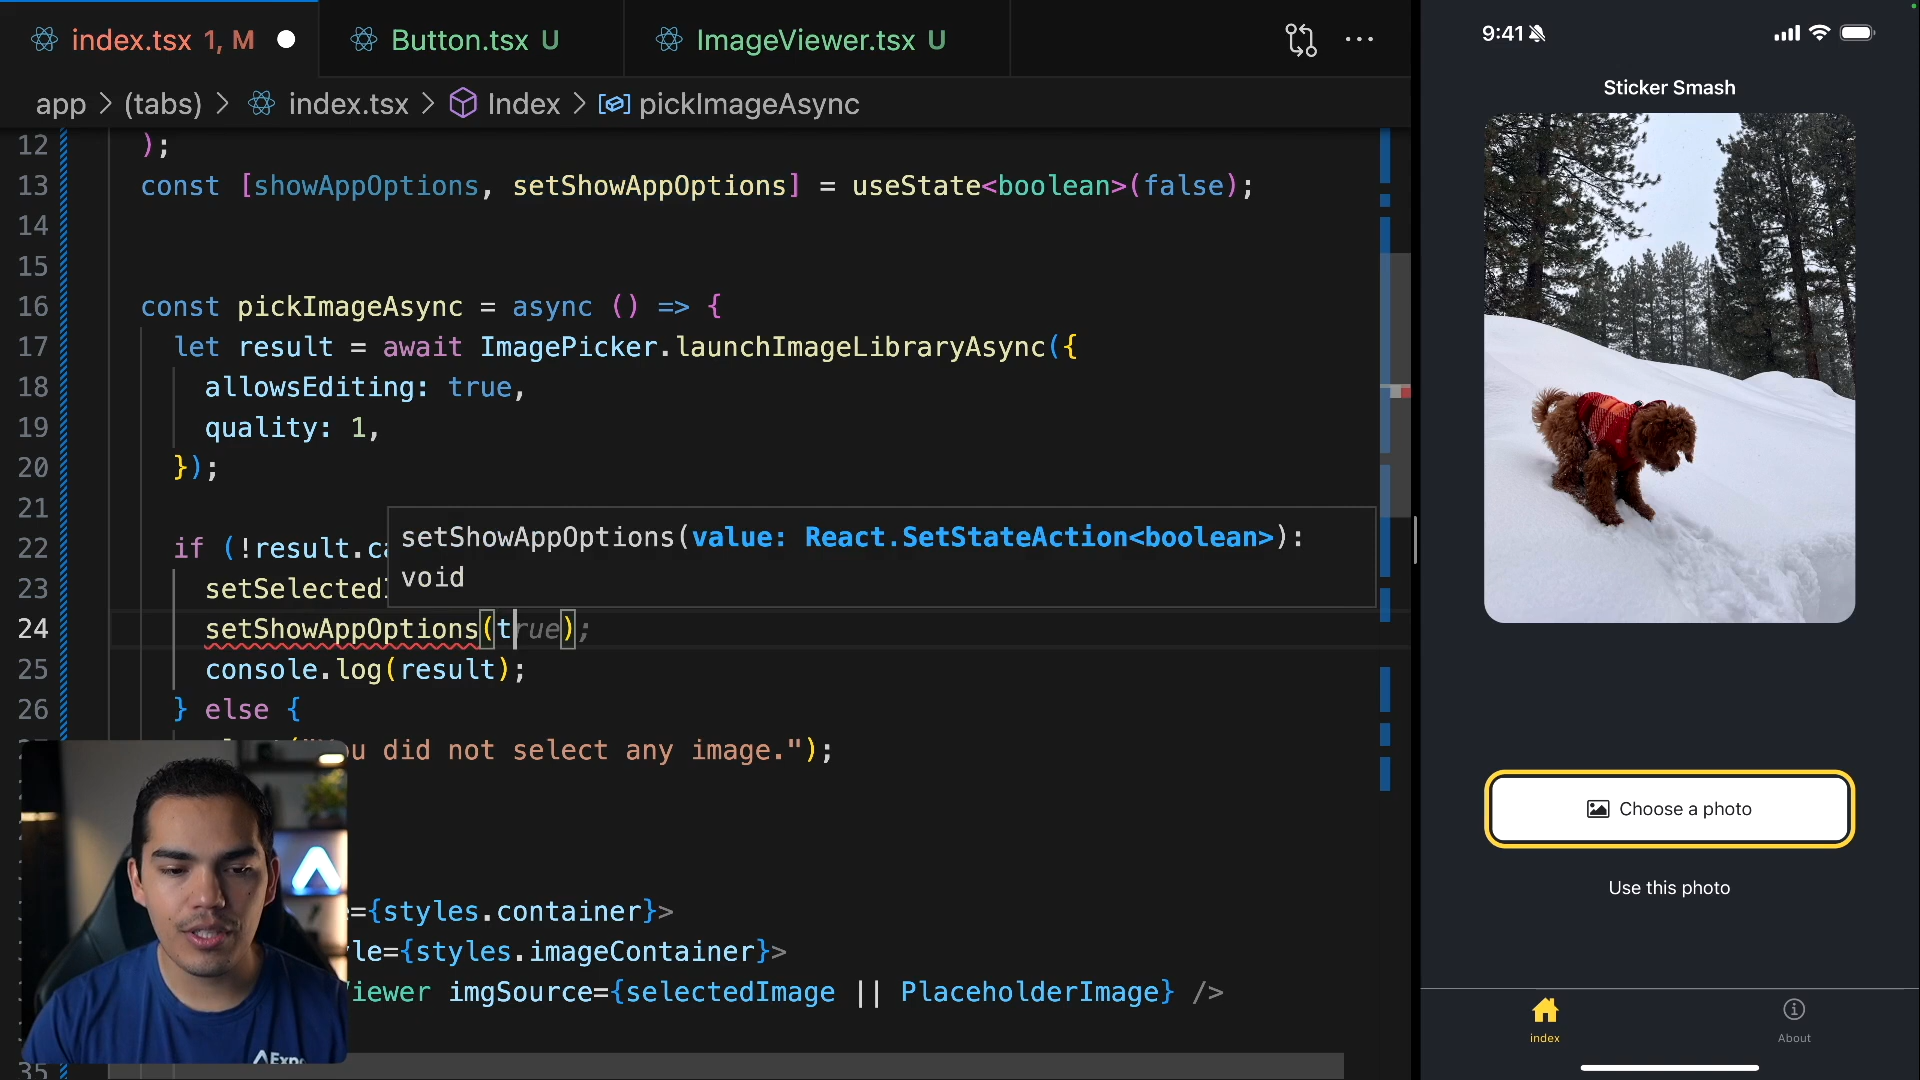 index.tsx 1, M
Button.tsx U
ImageViewer.tsx U
app > (tabs) > index.tsx > Index > pickImageAsync
12 );
13 const [showAppOptions, setShowAppOptions] = useState<boolean>(false);
14
15
16 const pickImageAsync = async () => {
17 let result = await ImagePicker.launchImageLibraryAsync({
18 allowsEditing: true,
19 quality: 1,
20 });
21
setShowAppOptions(value: React.SetStateAction<boolean>):
void
22 if (!result.ca
23 setSelected
24 setShowAppOptions(true);
25 console.log(result);
26 } else {
u did not select any image.");
={styles.container}>
le={styles.imageContainer}>
iewer imgSource={selectedImage || PlaceholderImage} />
35
Expo
9:41
Sticker Smash
Choose a photo
Use this photo
index
About